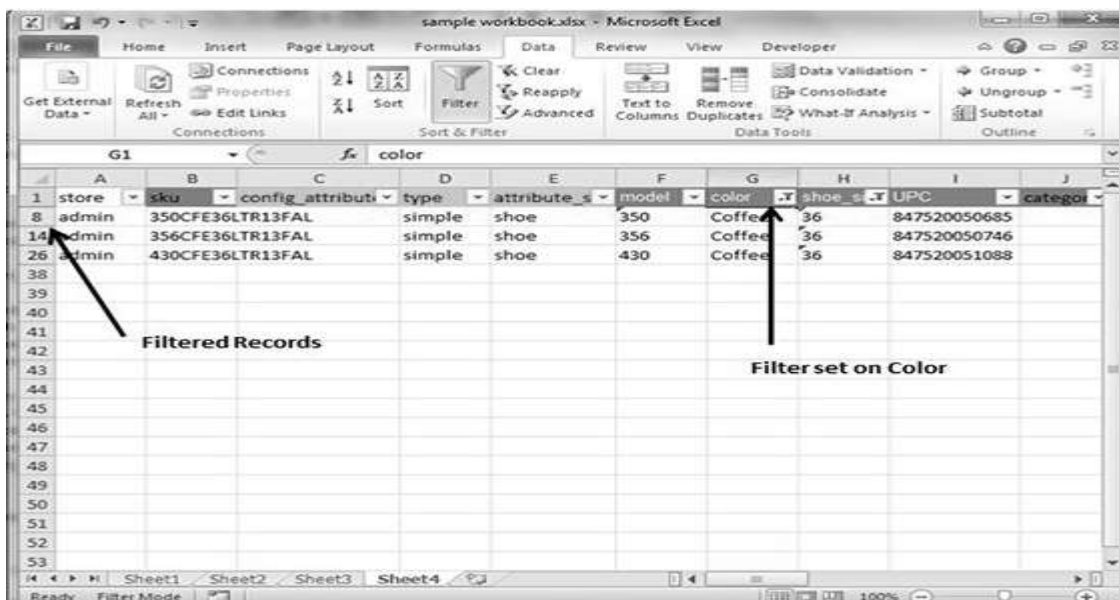 sample workbook.xlsx - Microsoft Excel
File Home Insert Page Layout Formulas Data Review View Developer
Get External Data
Refresh All
Connections
Properties
Edit Links
Connections
Sort
Filter
Clear
Reapply
Advanced
Sort & Filter
Text to Columns
Remove Duplicates
Data Validation
Consolidate
What-If Analysis
Data Tools
Group
Ungroup
Subtotal
Outline
G1 fx color
A B C D E F G H I J
1 store sku config_attribut type attribute_s model color shoe_si UPC categor
8 admin 350CFE36LTR13FAL simple shoe 350 Coffee 36 847520050685
14 admin 356CFE36LTR13FAL simple shoe 356 Coffee 36 847520050746
26 admin 430CFE36LTR13FAL simple shoe 430 Coffee 36 847520051088
38
39
40
41
Filtered Records
42
43
Filter set on Color
44
45
46
47
48
49
50
51
52
53
Sheet1 Sheet2 Sheet3 Sheet4
Ready Filter Mode 100%